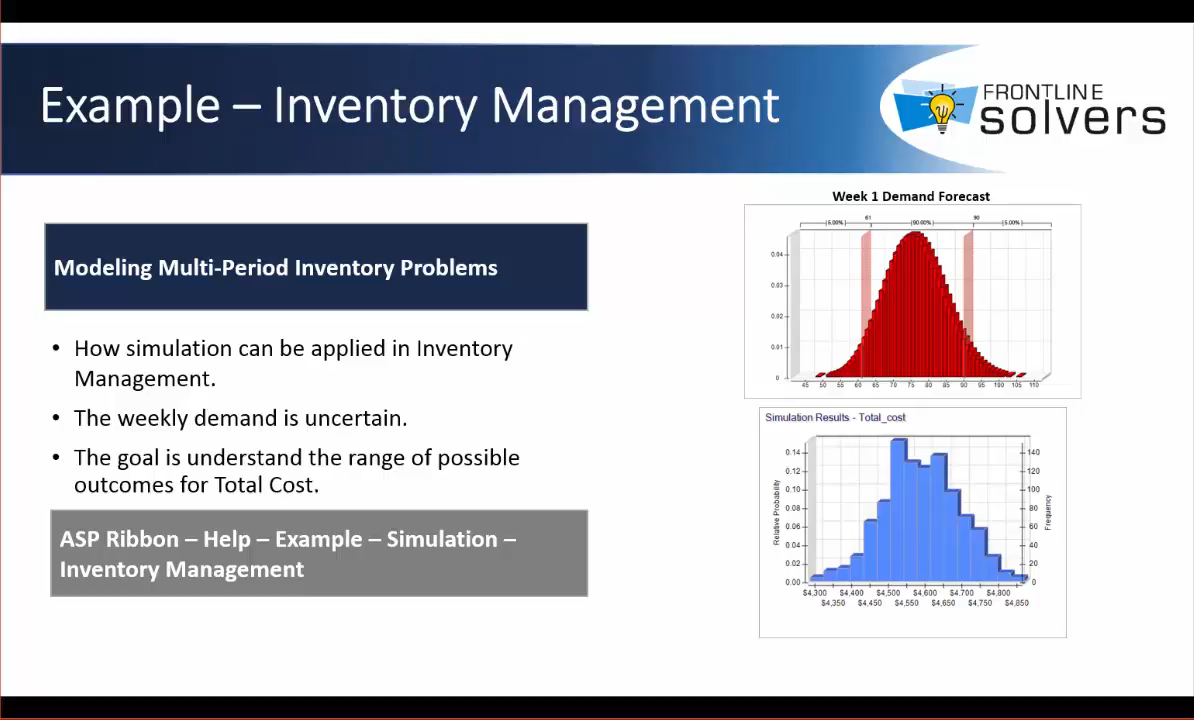 Example – Inventory Management
FRONTLINE
solvers
Modeling Multi-Period Inventory Problems
• How simulation can be applied in Inventory
Management.
• The weekly demand is uncertain.
• The goal is understand the range of possible
outcomes for Total Cost.
ASP Ribbon – Help – Example – Simulation –
Inventory Management
Week 1 Demand Forecast
(5.00%) 61 (90.00%) 90 (5.00%)
0.04
0.03
0.02
0.01
0
45 50 55 60 65 70 75 80 85 90 95 100 105 110
Simulation Results - Total_cost
Relative Probability
0.14
0.12
0.10
0.08
0.06
0.04
0.02
0.00
140
120
100
80
60
40
20
0
Frequency
$4,300 $4,400 $4,500 $4,600 $4,700 $4,800
$4,350 $4,450 $4,550 $4,650 $4,750 $4,850